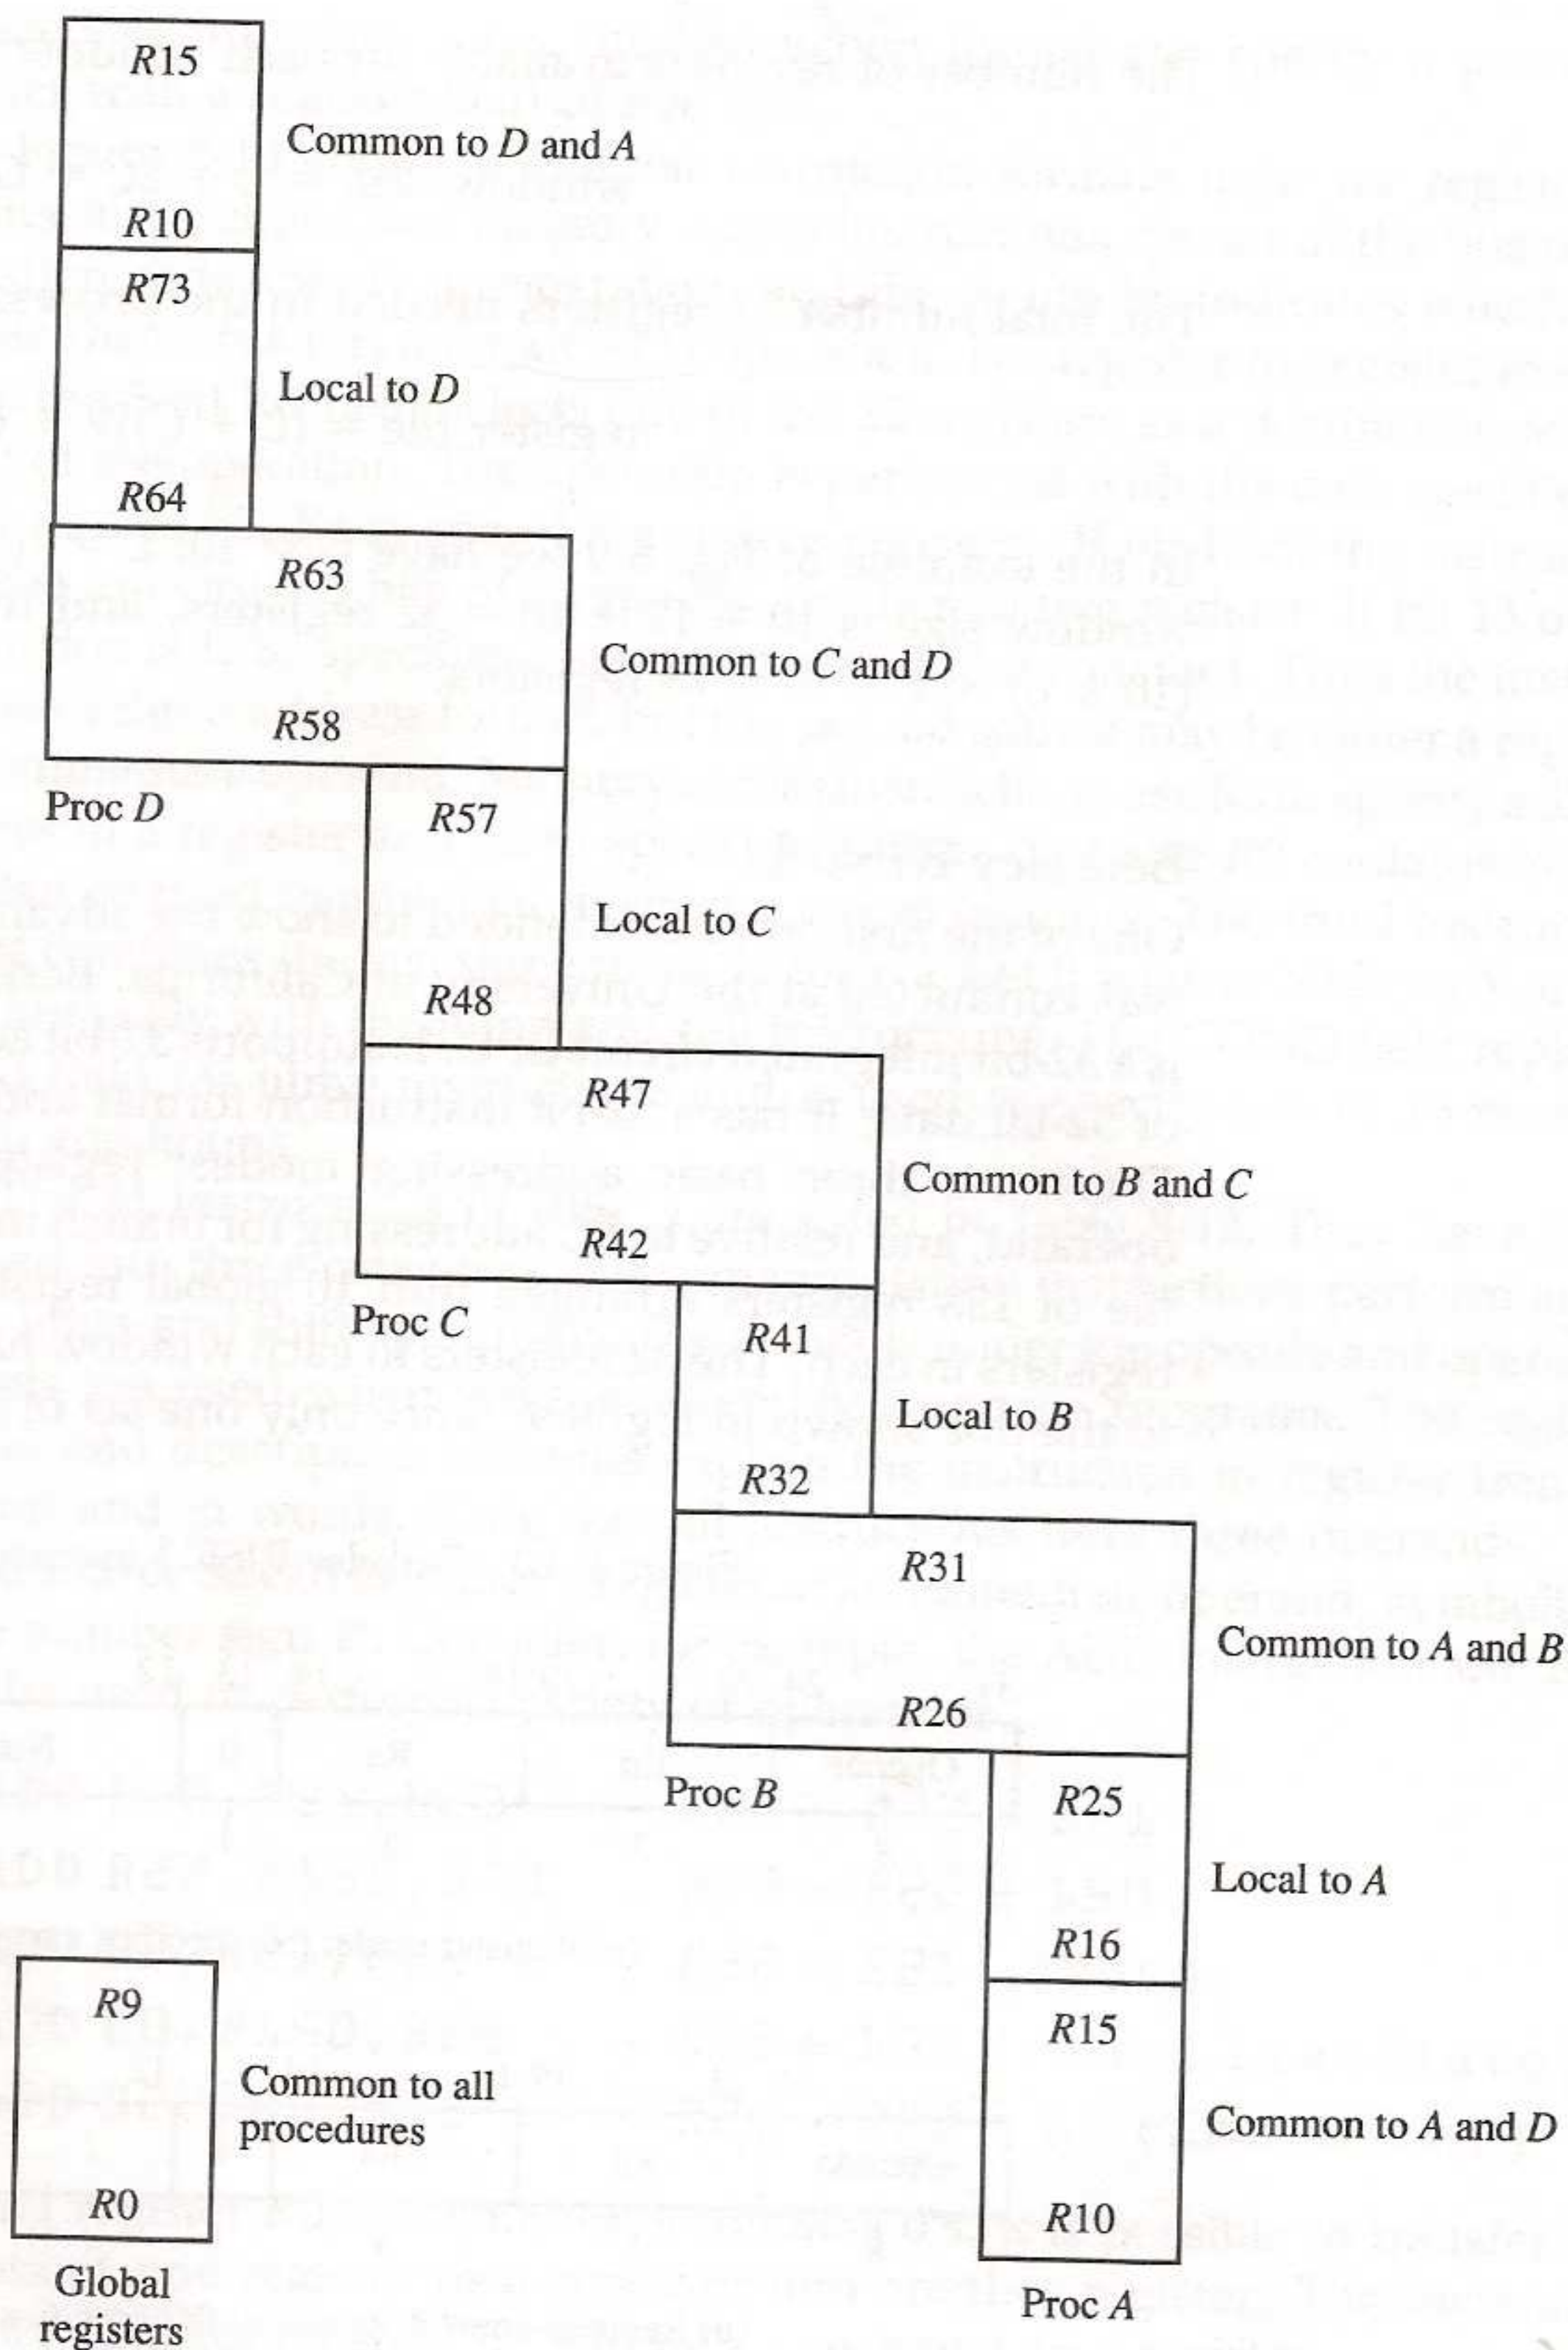 R15
Common to D and A
R10
R73
Local to D
R64
R63
Common to C and D
R58
Proc D
R57
Local to C
R48
R47
Common to B and C
R42
Proc C
R41
Local to B
R32
R31
Common to A and B
R26
Proc B
R25
Local to A
R16
R15
Common to A and D
R10
Proc A
R9
Common to all
procedures
R0
Global
registers